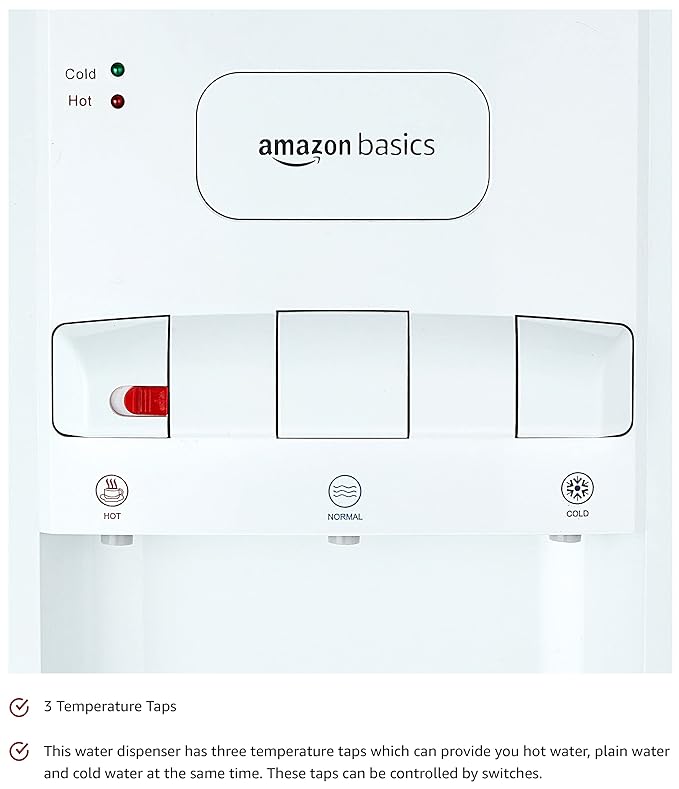 Cold
Hot
amazon basics
HOT
NORMAL
COLD
3 Temperature Taps
This water dispenser has three temperature taps which can provide you hot water, plain water
and cold water at the same time. These taps can be controlled by switches.